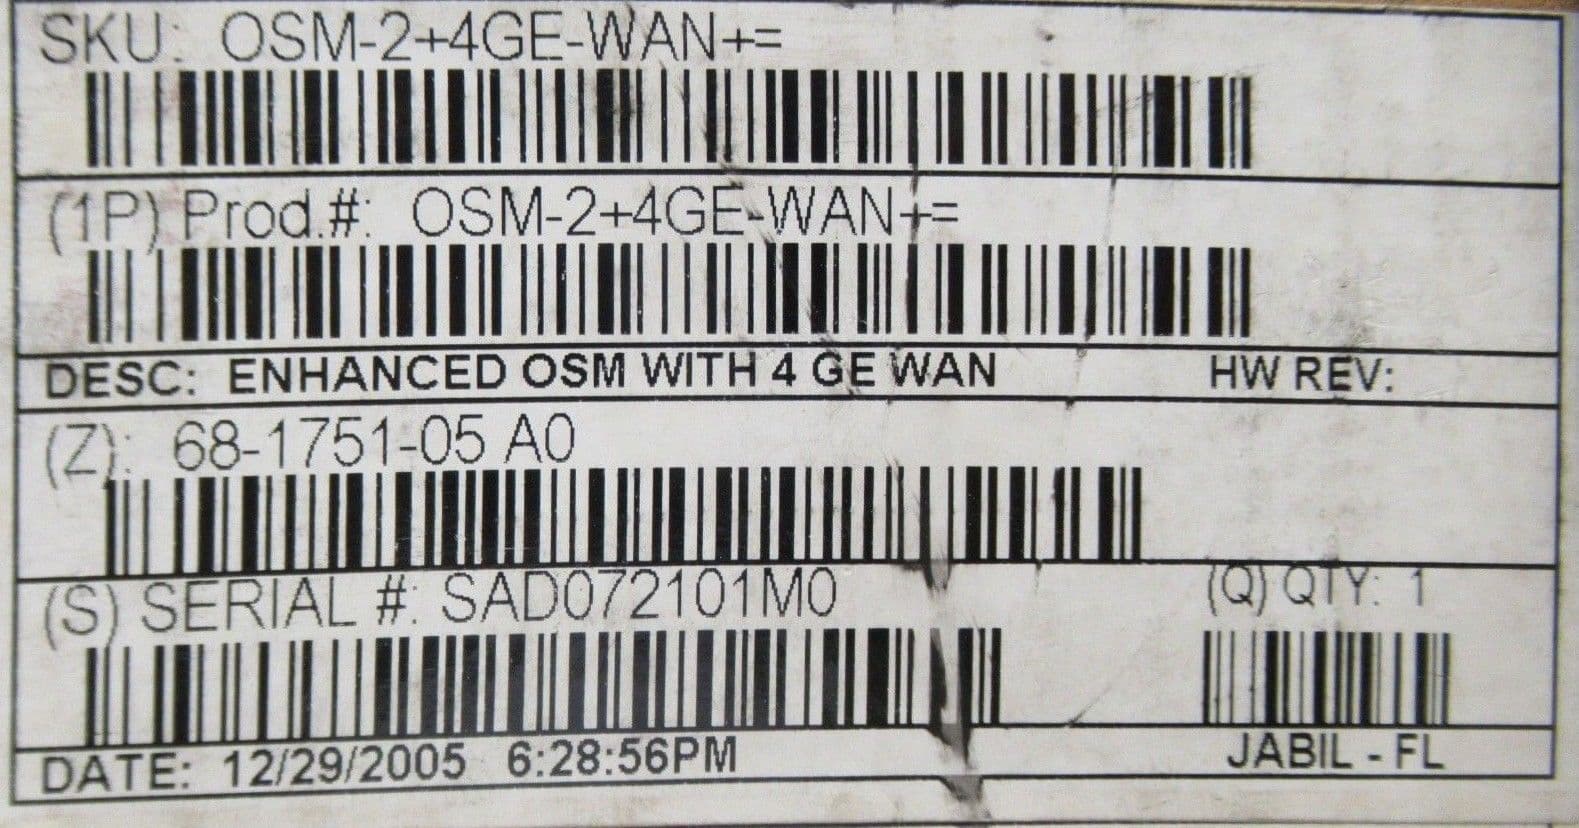 SKU: OSM-2+4GE-WAN+=
(1P) Prod.#: OSM-2+4GE-WAN+=
DESC: ENHANCED OSM WITH 4 GE WAN HW REV:
(Z): 68-1751-05 A0
(S) SERIAL #: SAD072101M0 (Q) QTY: 1
DATE: 12/29/2005 6:28:56PM JABIL - FL